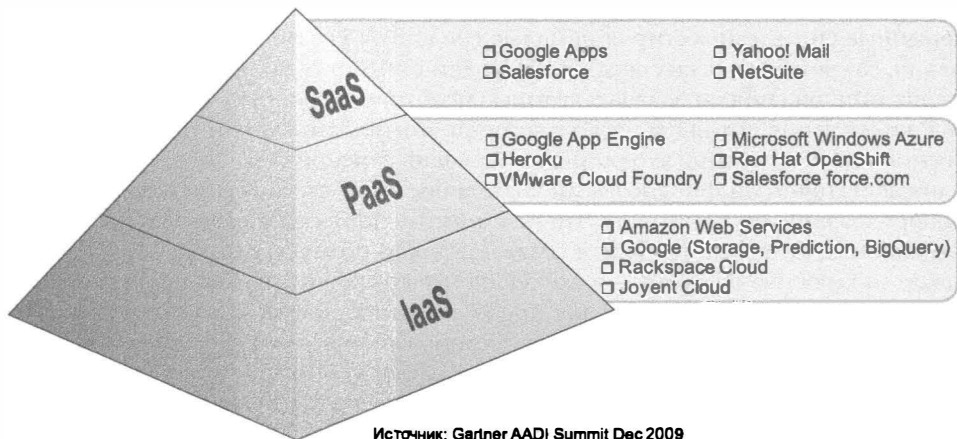 SaaS
❒ Google Apps ❒ Yahoo! Mail
❒ Salesforce ❒ NetSuite
PaaS
❒ Google App Engine ❒ Microsoft Windows Azure
❒ Heroku ❒ Red Hat OpenShift
❒ VMware Cloud Foundry ❒ Salesforce force.com
IaaS
❒ Amazon Web Services
❒ Google (Storage, Prediction, BigQuery)
❒ Rackspace Cloud
❒ Joyent Cloud
Источник: Gartner AADI Summit Dec 2009